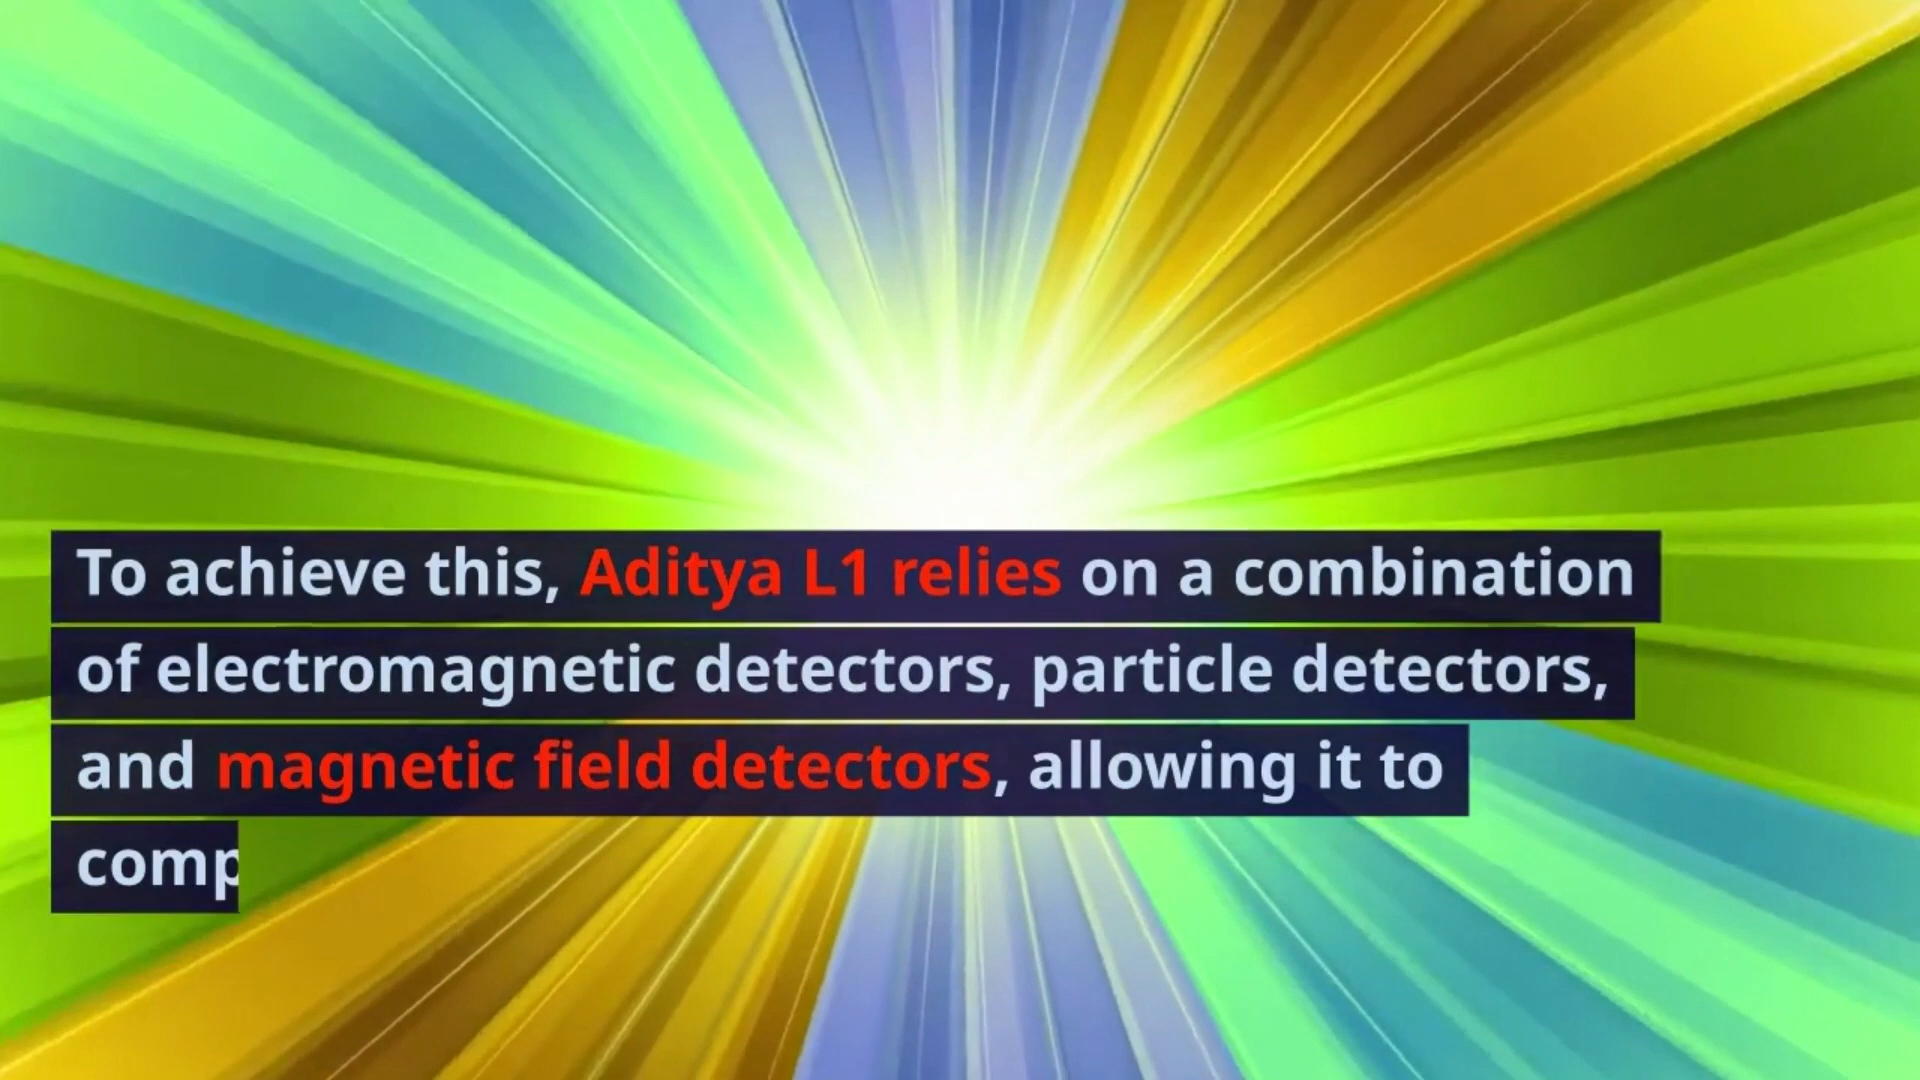 To achieve this, Aditya L1 relies on a combination
of electromagnetic detectors, particle detectors,
and magnetic field detectors, allowing it to
comp